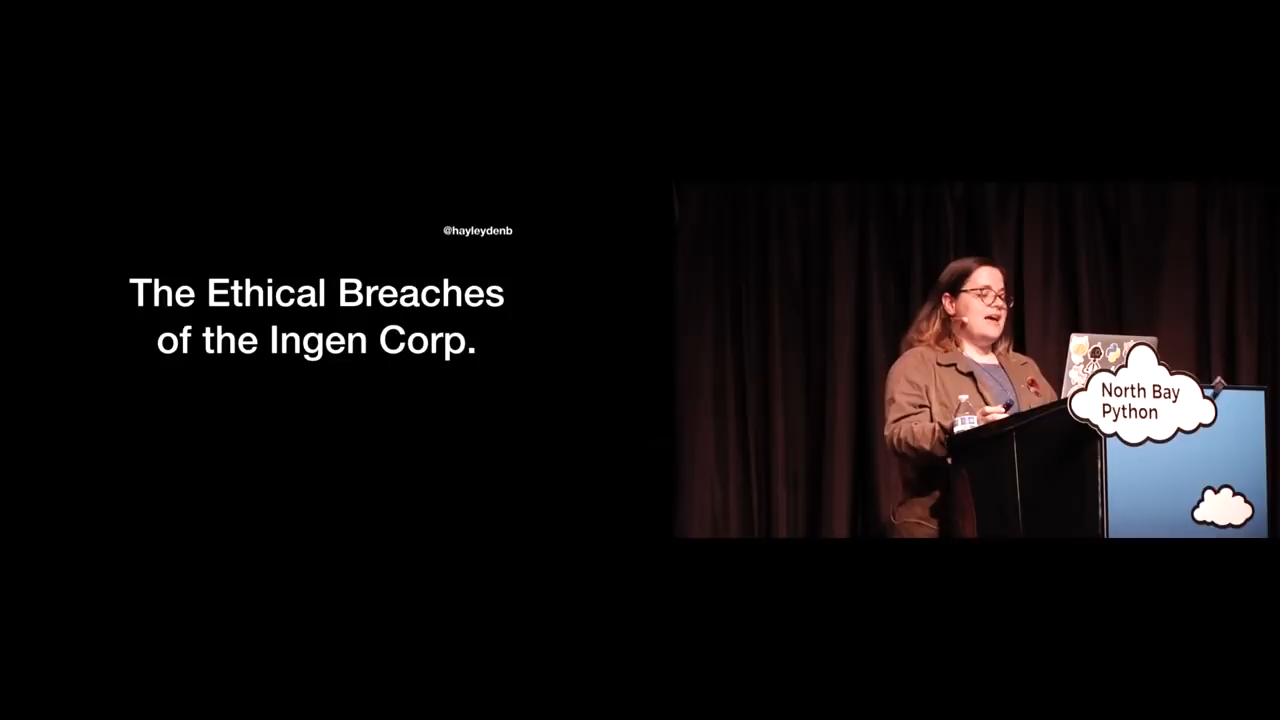 @hayleydenb
The Ethical Breaches
of the Ingen Corp.
North Bay
Python